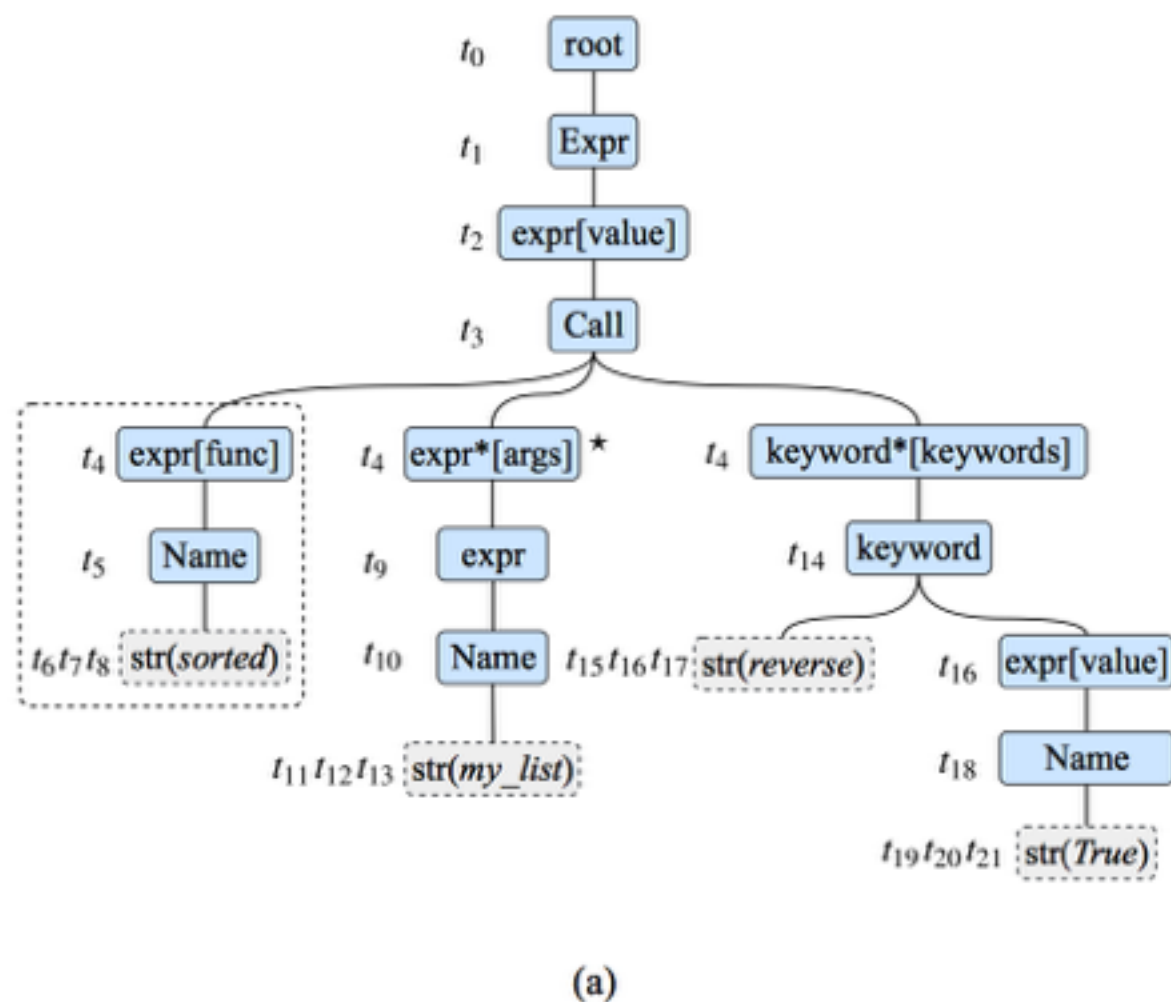 t0 root
t1 Expr
t2 expr[value]
t3 Call
t4 expr[func] t4 expr*[args] ★ t4 keyword*[keywords]
t5 Name t9 expr t14 keyword
t6 t7 t8 str(sorted) t10 Name t15 t16 t17 str(reverse) t16 expr[value]
t11 t12 t13 str(my_list) t18 Name
t19 t20 t21 str(True)
(a)